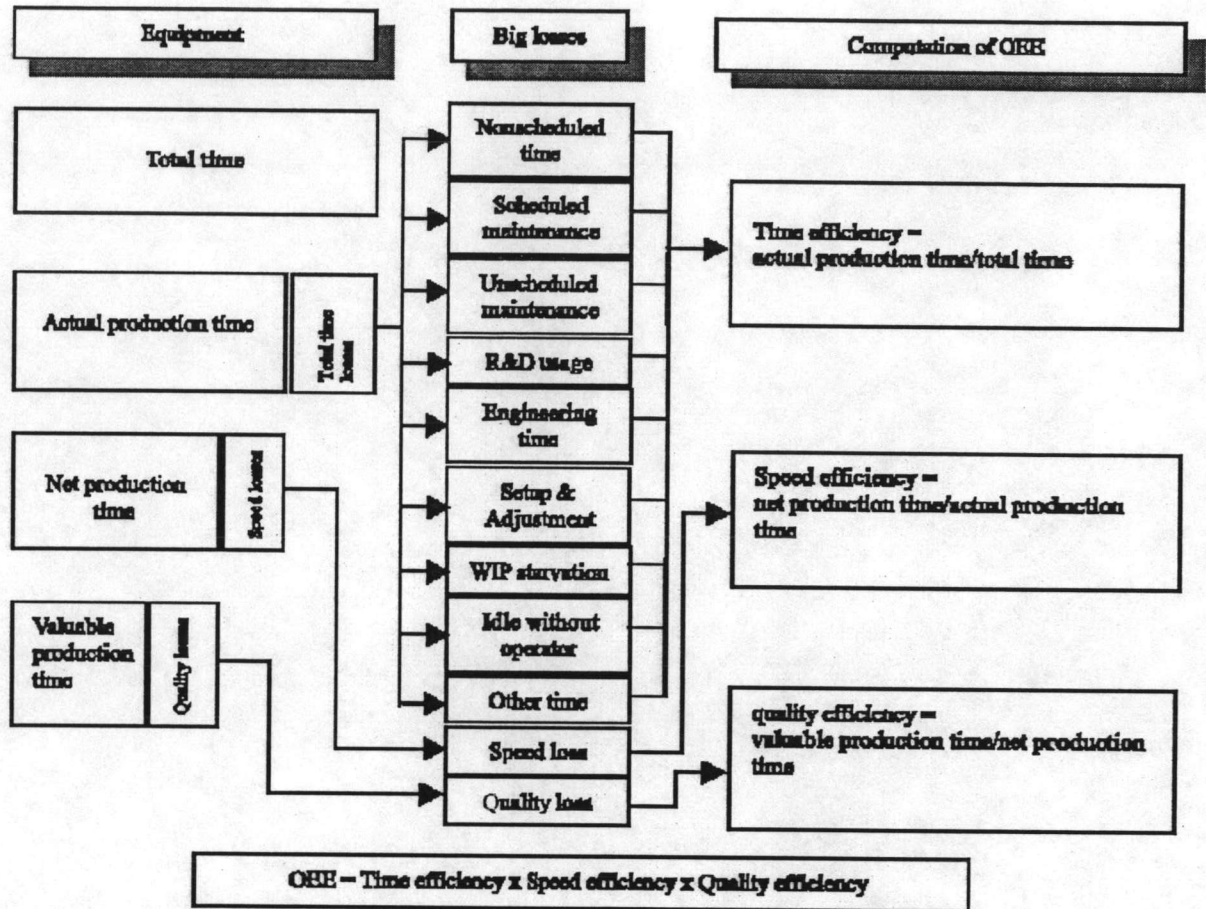 Equipment
Big losses
Computation of OEE
Total time
Actual production time
Total time
losses
Net production
time
Speed losses
Valuable
production
time
Quality losses
Nonscheduled
time
Scheduled
maintenance
Unscheduled
maintenance
R&D usage
Engineering
time
Setup &
Adjustment
WIP starvation
Idle without
operator
Other time
Speed loss
Quality loss
Time efficiency =
actual production time/total time
Speed efficiency =
net production time/actual production
time
quality efficiency =
valuable production time/net production
time
OEE = Time efficiency x Speed efficiency x Quality efficiency